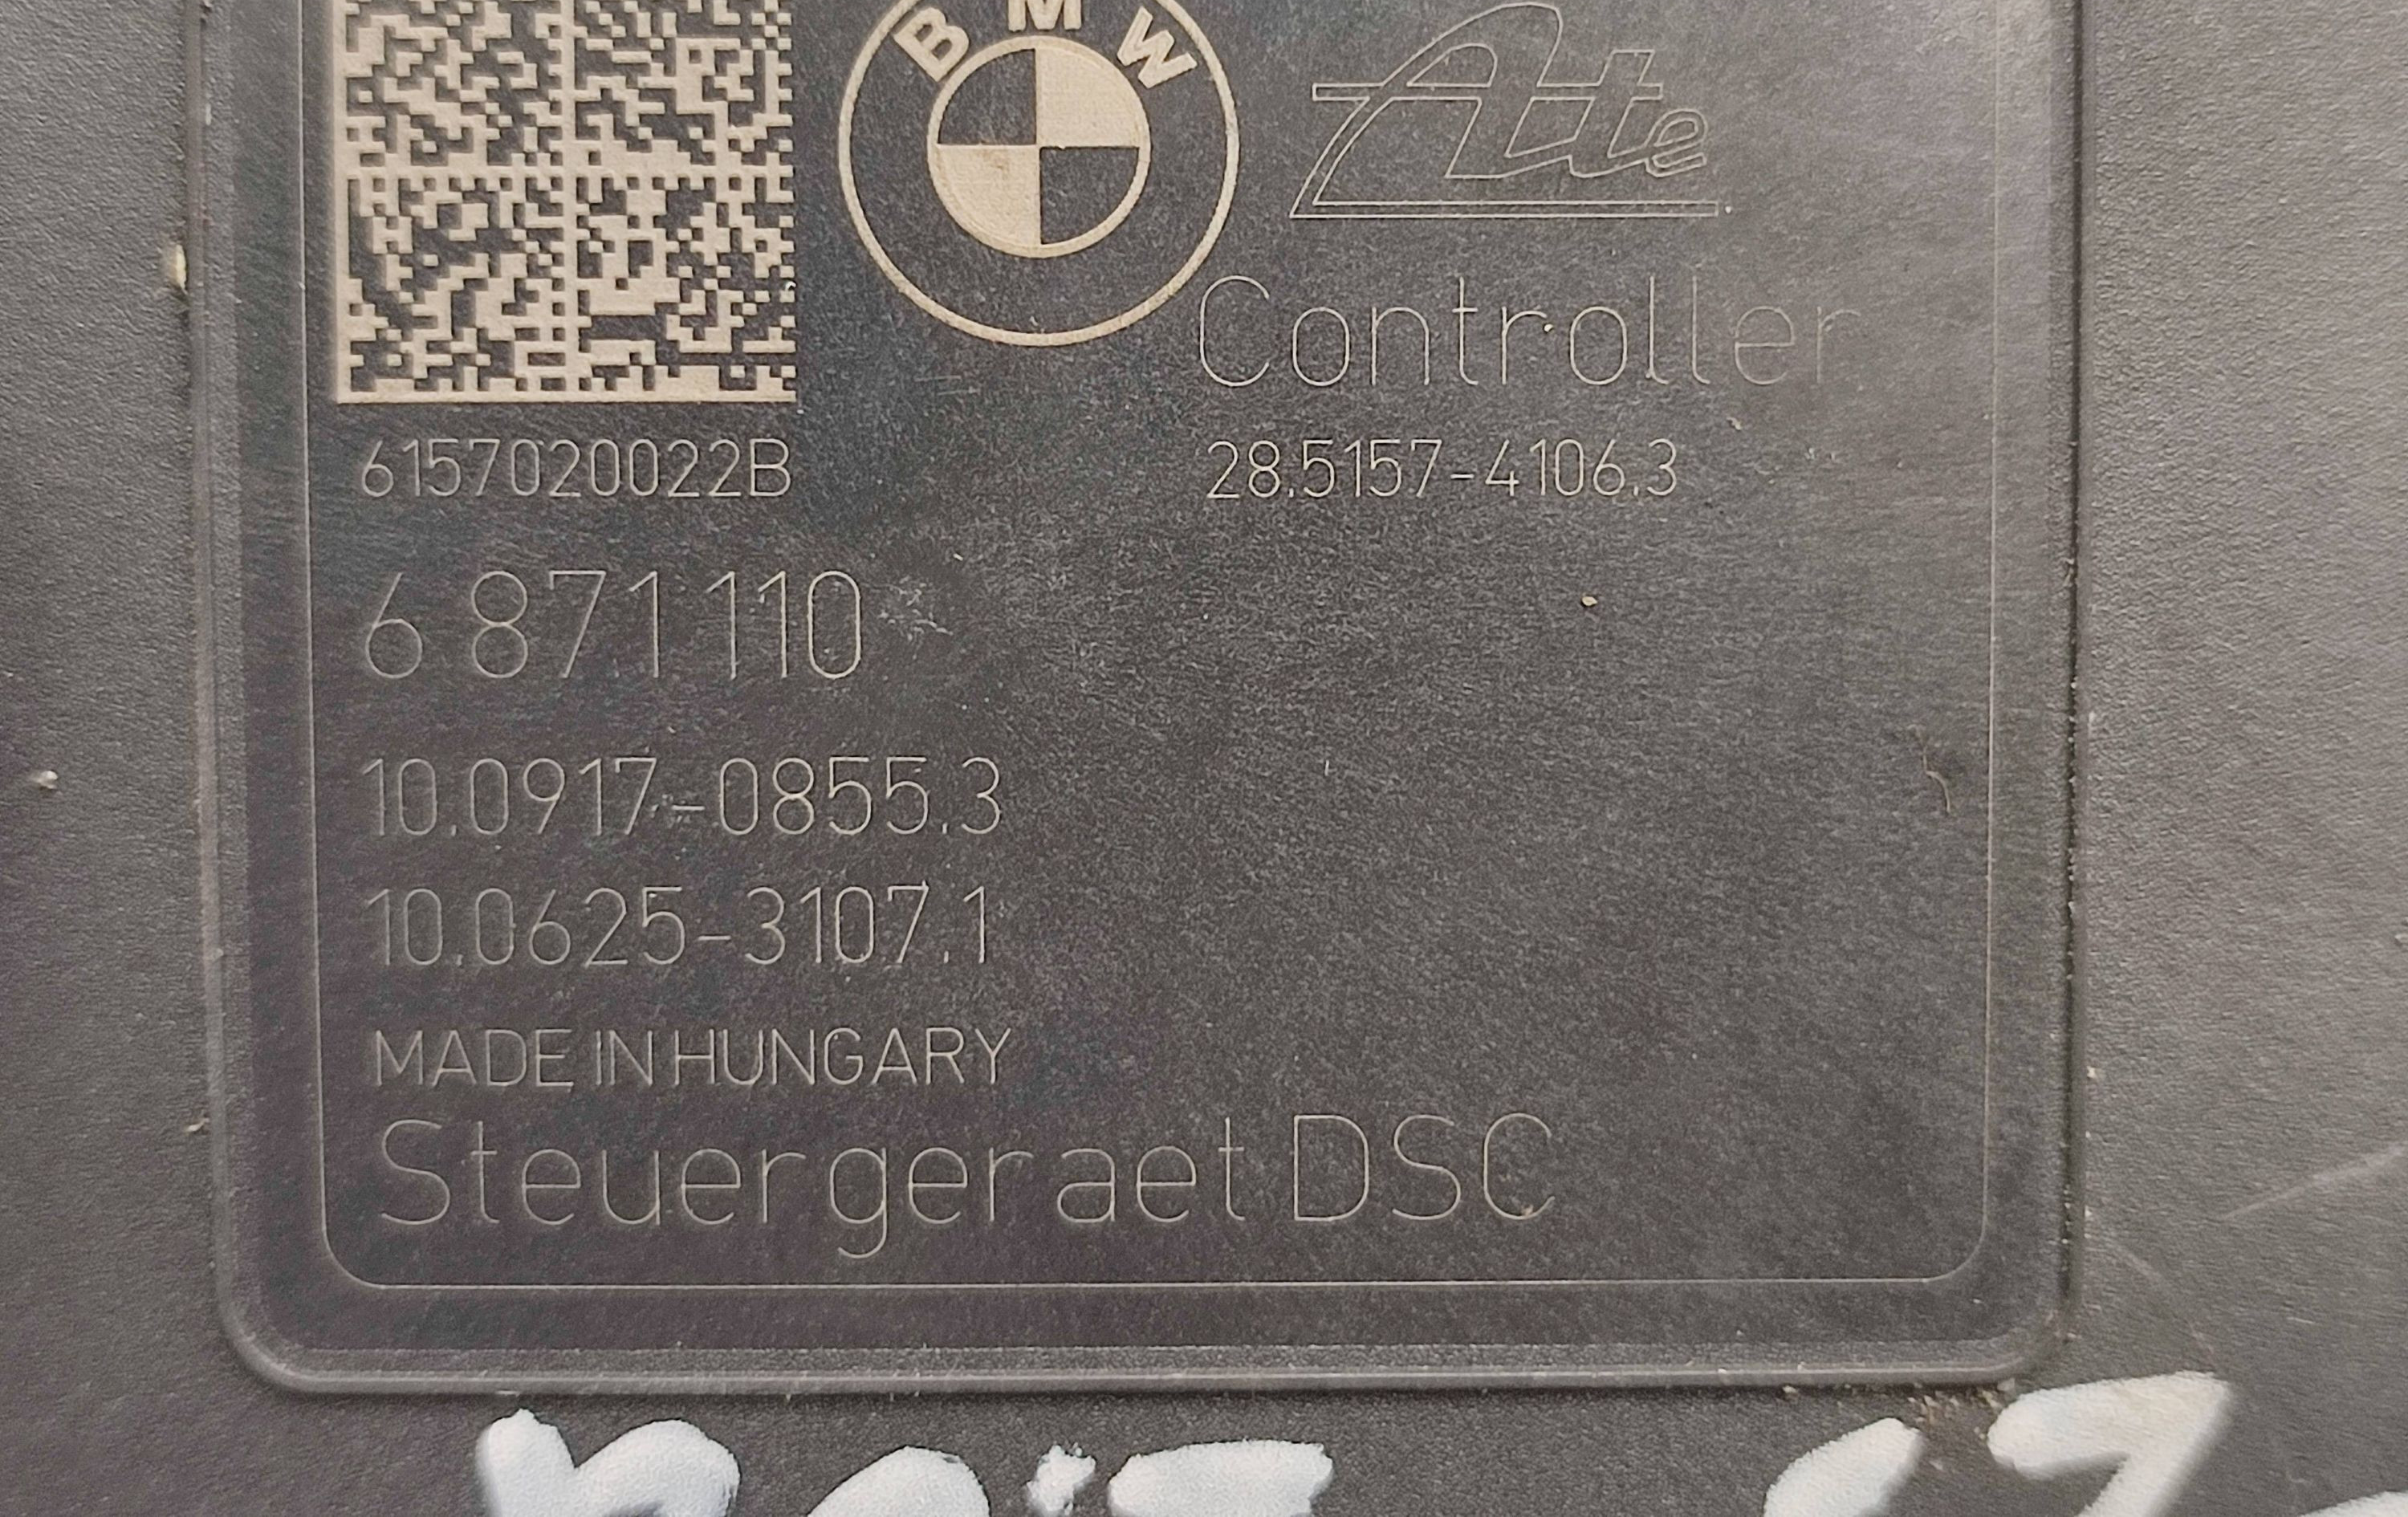 BMW
Ate
Controller
6157020022B
28.5157-4106.3
6 871 110
10.0917-0855.3
10.0625-3107.1
MADE IN HUNGARY
Steuergeraet DSC